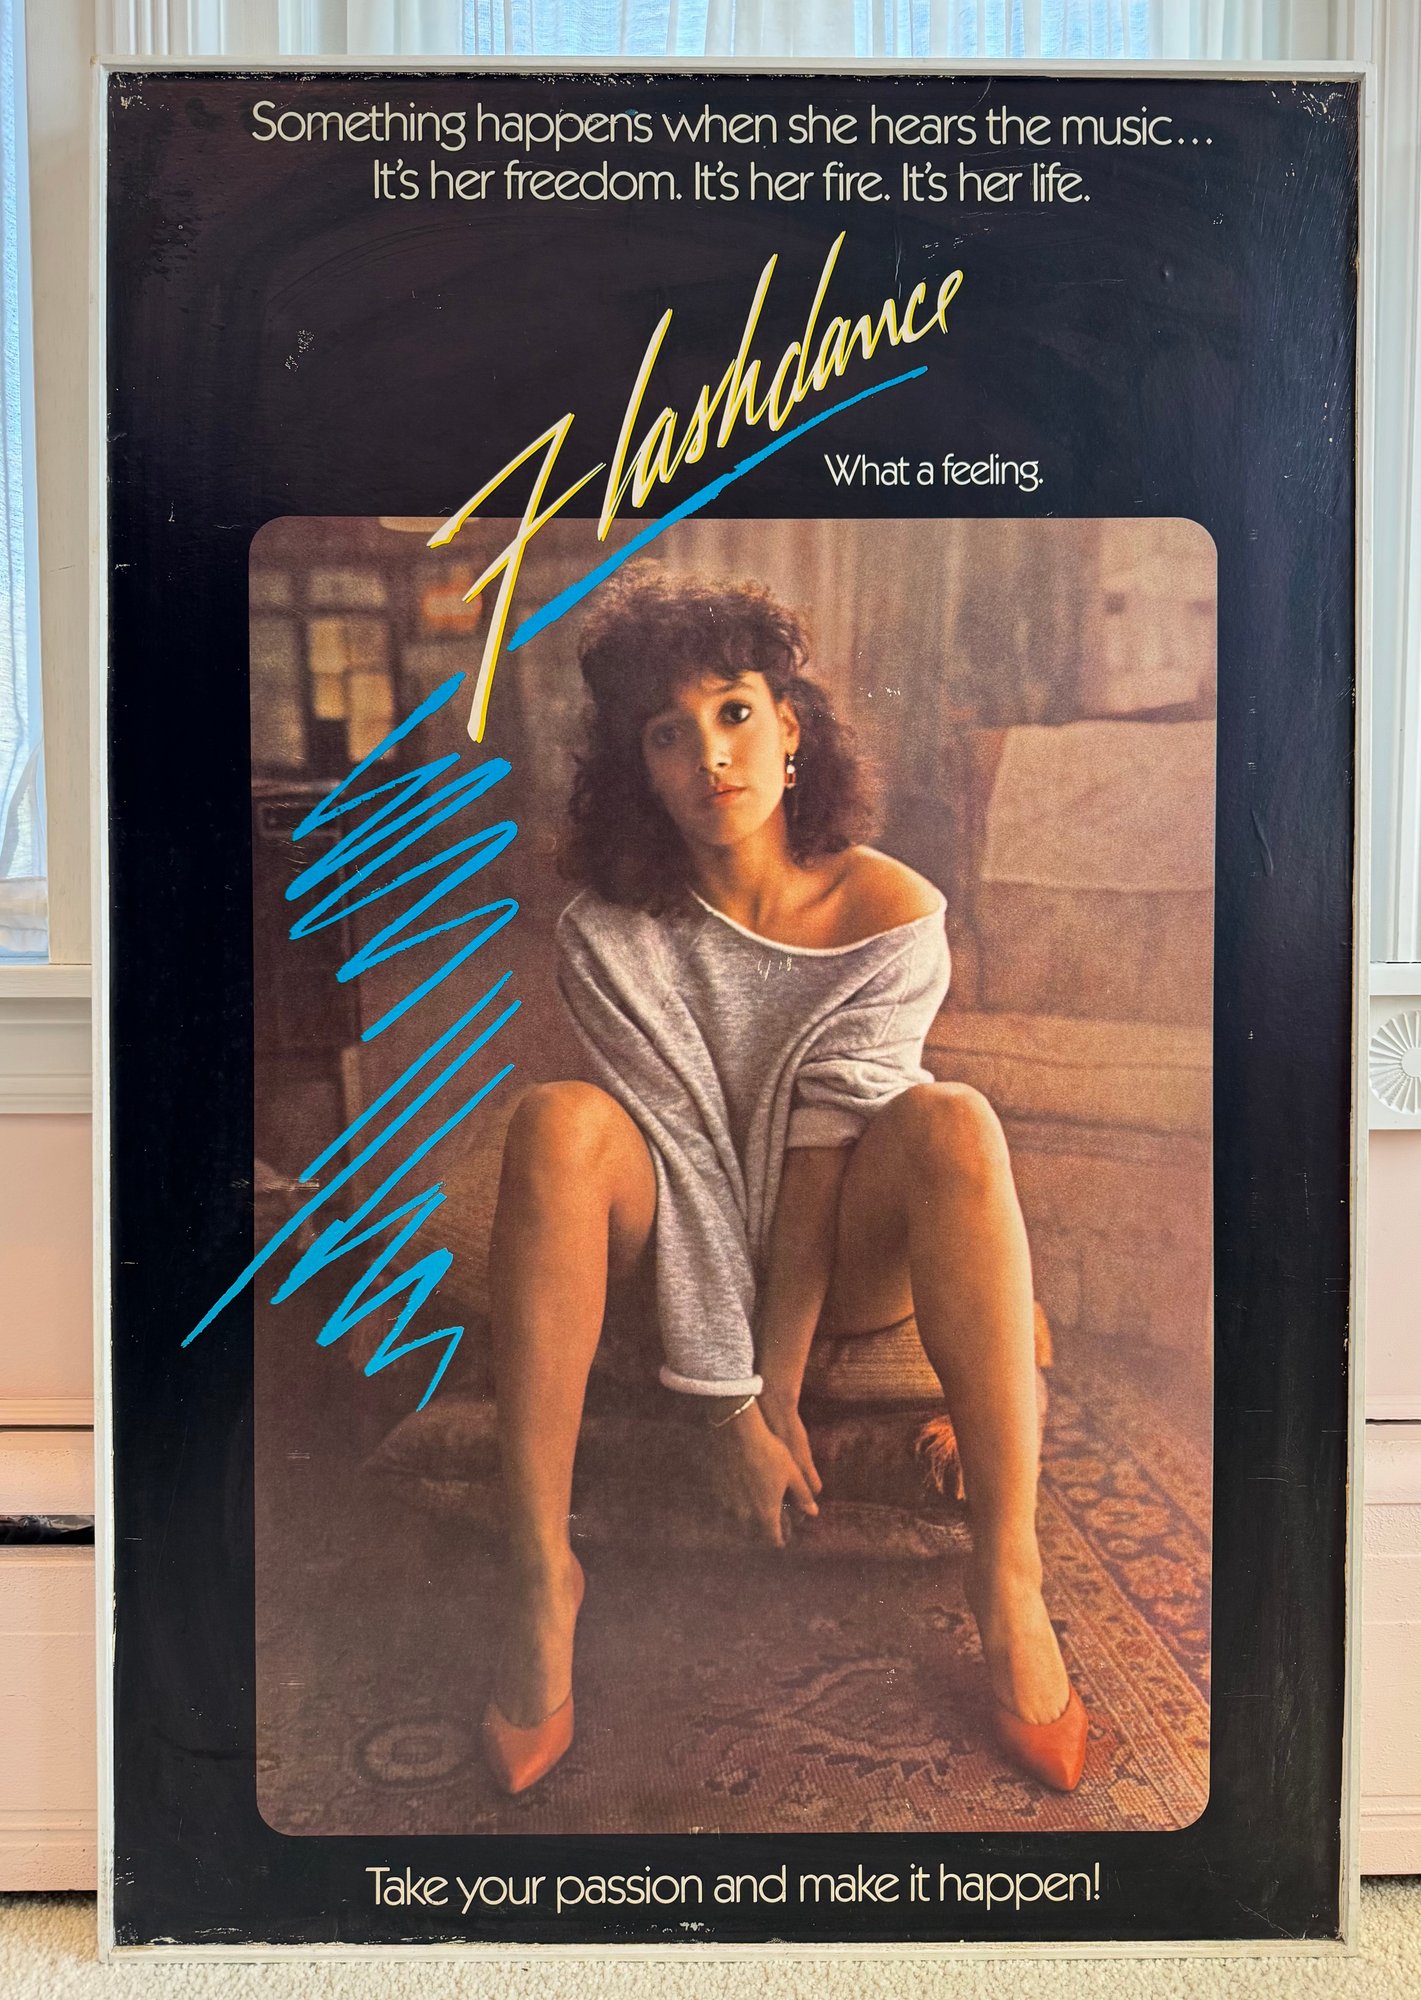 Something happens when she hears the music...
It's her freedom. It's her fire. It's her life.
Flashdance
What a feeling.
Take your passion and make it happen!